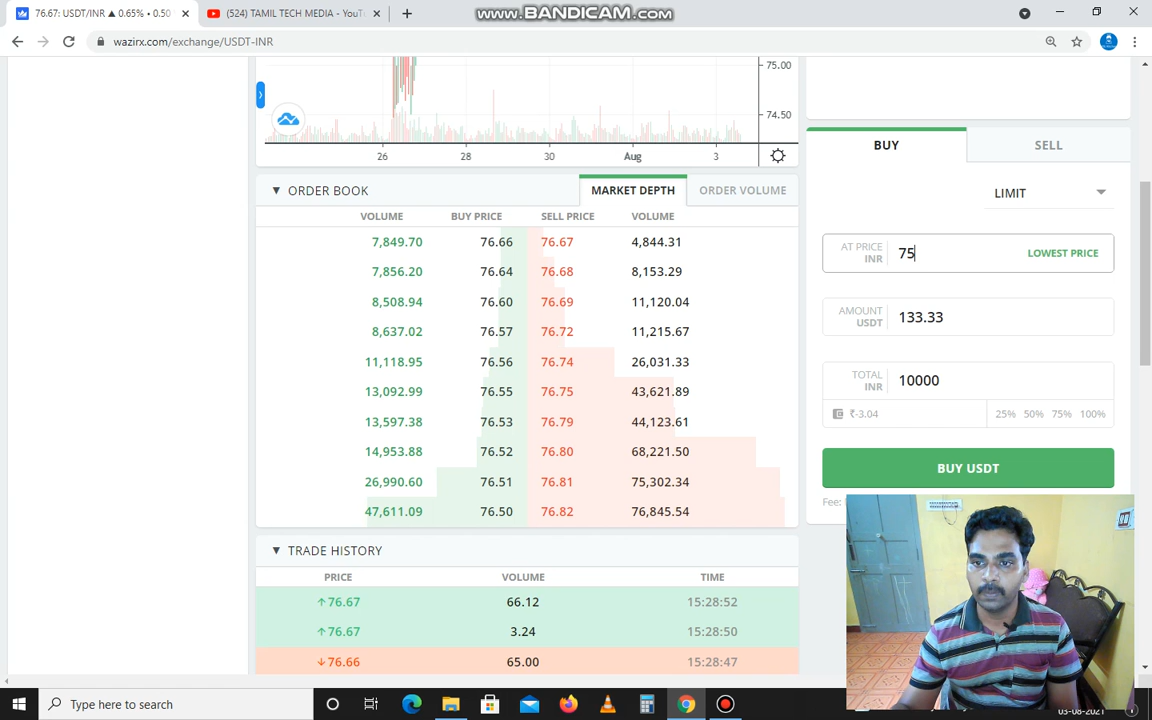 www.BANDICAM.com
76.67: USDT/INR ▲ 0.65% • 0.50
(524) TAMIL TECH MEDIA - YouT
wazirx.com/exchange/USDT-INR
75.00
74.50
26 28 30 Aug 3
BUY SELL
LIMIT
AT PRICE INR 75 LOWEST PRICE
AMOUNT USDT 133.33
TOTAL INR 10000
₹-3.04 25% 50% 75% 100%
BUY USDT
Fee:
▼ ORDER BOOK MARKET DEPTH ORDER VOLUME
VOLUME BUY PRICE SELL PRICE VOLUME
7,849.70 76.66 76.67 4,844.31
7,856.20 76.64 76.68 8,153.29
8,508.94 76.60 76.69 11,120.04
8,637.02 76.57 76.72 11,215.67
11,118.95 76.56 76.74 26,031.33
13,092.99 76.55 76.75 43,621.89
13,597.38 76.53 76.79 44,123.61
14,953.88 76.52 76.80 68,221.50
26,990.60 76.51 76.81 75,302.34
47,611.09 76.50 76.82 76,845.54
▼ TRADE HISTORY
PRICE VOLUME TIME
↑76.67 66.12 15:28:52
↑76.67 3.24 15:28:50
↓76.66 65.00 15:28:47
Type here to search
03-08-2021